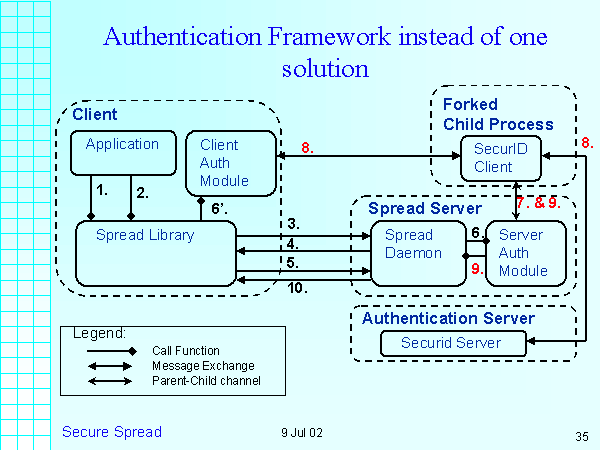 Authentication Framework instead of one
solution
Client
Forked
Child Process
Application
Client
Auth
Module
8.
SecurID
Client
8.
1.
2.
6'.
7. & 9.
Spread Server
Spread Library
3.
4.
5.
10.
Spread
Daemon
6.
9.
Server
Auth
Module
Authentication Server
Securid Server
Legend:
Call Function
Message Exchange
Parent-Child channel
Secure Spread
9 Jul 02
35